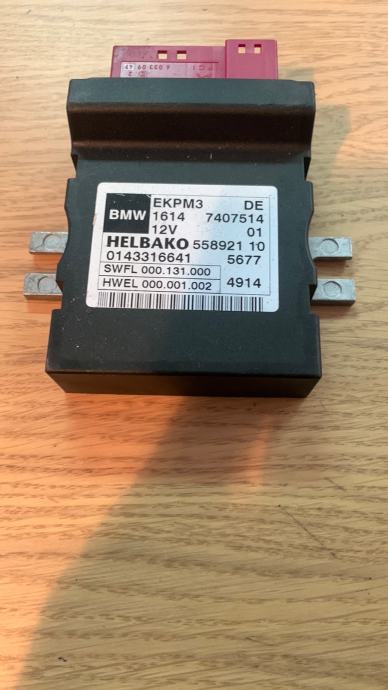 BMW
EKPM3 DE
1614 7407514
12V 01
HELBAKO 558921 10
0143316641 5677
SWFL 000.131.000
HWEL 000.001.002 4914